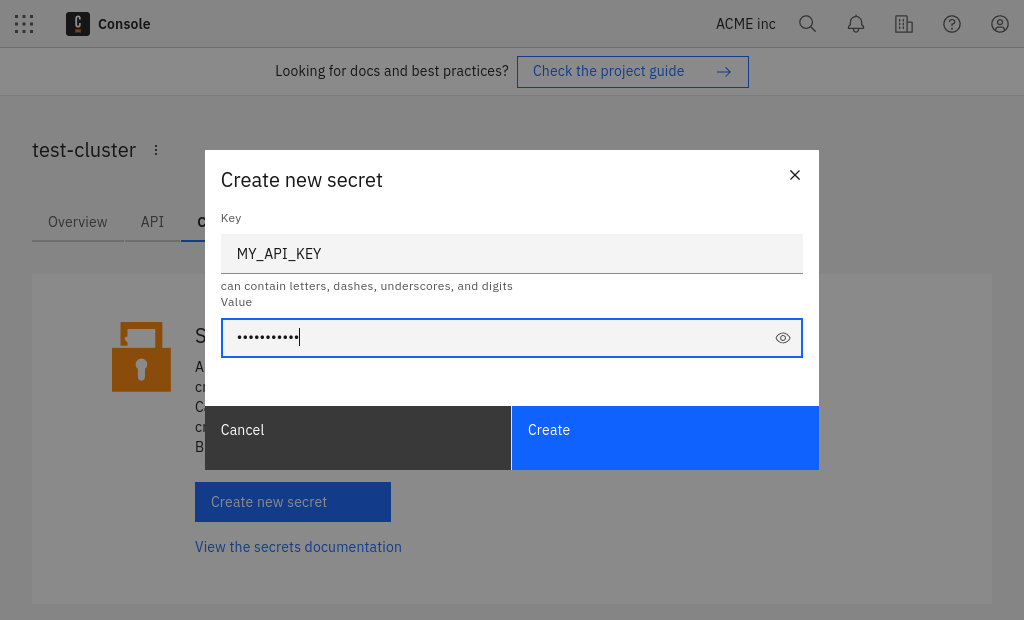 Console
ACME inc
Looking for docs and best practices?
Check the project guide
test-cluster
Overview
API
Create new secret
Key
MY_API_KEY
can contain letters, dashes, underscores, and digits
Value
•••••••••••
Cancel
Create
Create new secret
View the secrets documentation